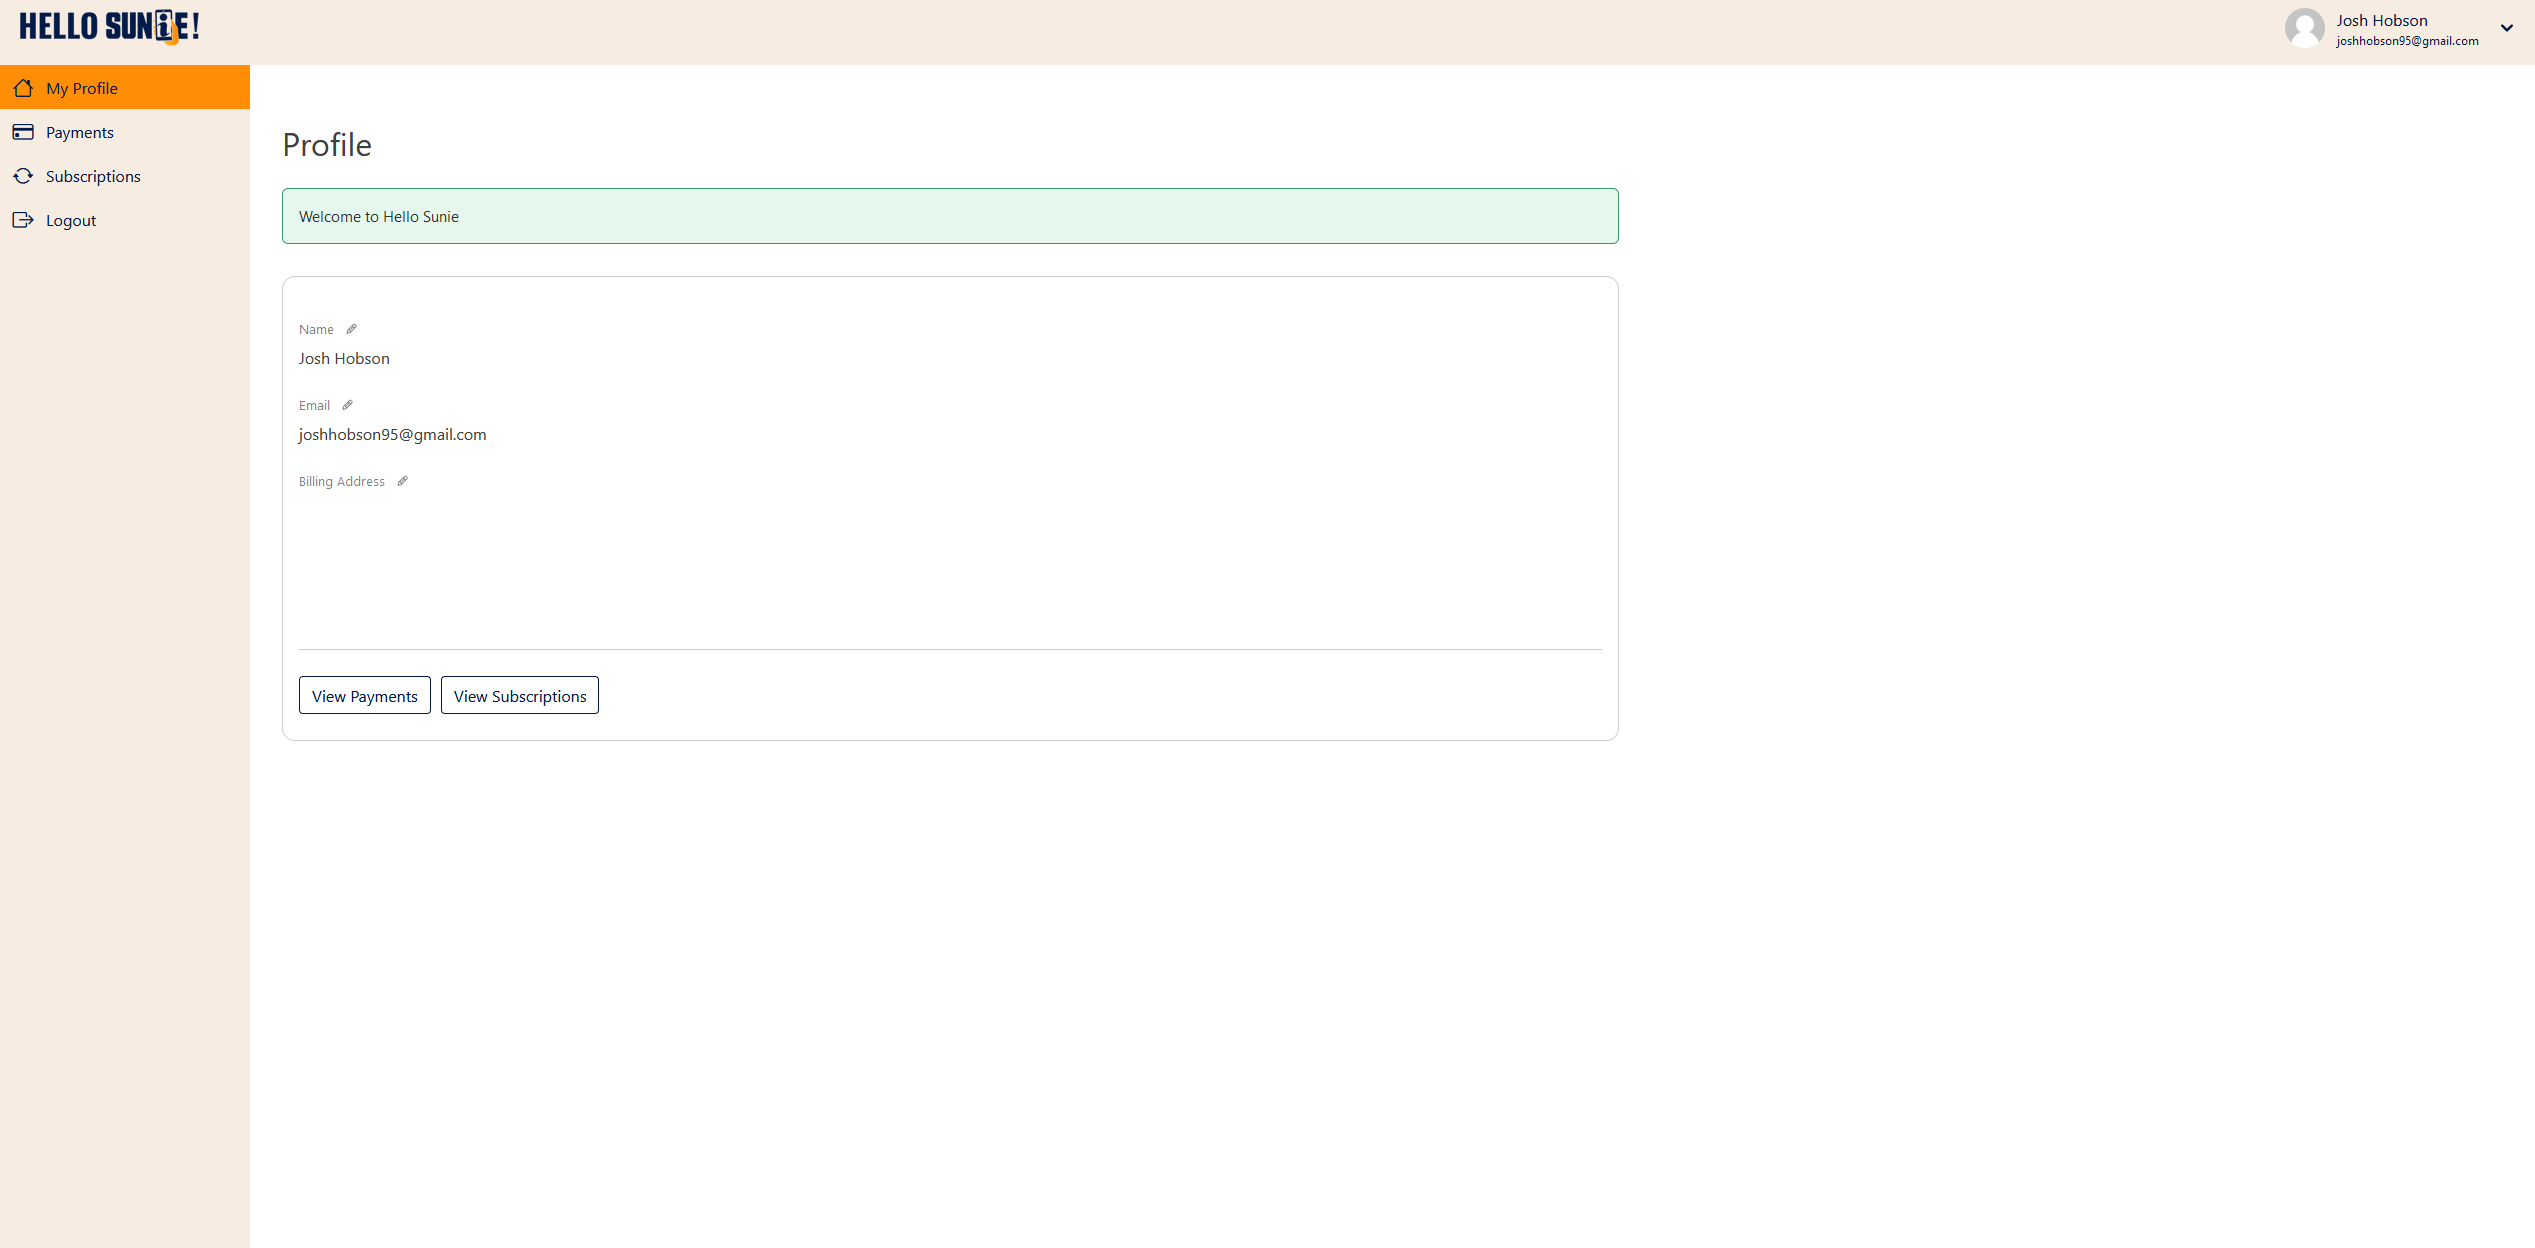 HELLO SUNiE!
Josh Hobson
joshhobson95@gmail.com
My Profile
Payments
Subscriptions
Logout
Profile
Welcome to Hello Sunie
Name
Josh Hobson
Email
joshhobson95@gmail.com
Billing Address
View Payments
View Subscriptions